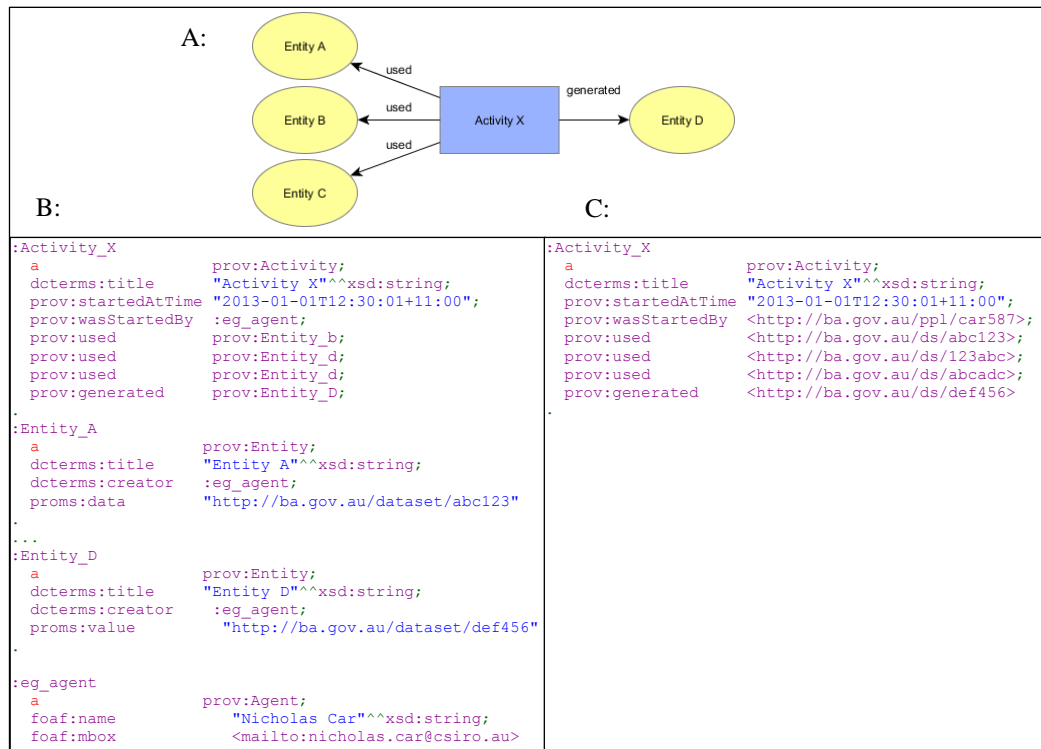 A:
Entity A
used
used
generated
Entity B
Activity X
Entity D
used
Entity C
B:
C:
:Activity_X
a prov:Activity;
dcterms:title "Activity X"^^xsd:string;
prov:startedAtTime "2013-01-01T12:30:01+11:00";
prov:wasStartedBy :eg_agent;
prov:used prov:Entity_b;
prov:used prov:Entity_d;
prov:used prov:Entity_d;
prov:generated prov:Entity_D;
.
:Entity_A
a prov:Entity;
dcterms:title "Entity A"^^xsd:string;
dcterms:creator :eg_agent;
proms:data "http://ba.gov.au/dataset/abc123"
.
...
:Entity_D
a prov:Entity;
dcterms:title "Entity D"^^xsd:string;
dcterms:creator :eg_agent;
proms:value "http://ba.gov.au/dataset/def456"
.
:eg_agent
a prov:Agent;
foaf:name "Nicholas Car"^^xsd:string;
foaf:mbox <mailto:nicholas.car@csiro.au>
:Activity_X
a prov:Activity;
dcterms:title "Activity X"^^xsd:string;
prov:startedAtTime "2013-01-01T12:30:01+11:00";
prov:wasStartedBy <http://ba.gov.au/ppl/car587>;
prov:used <http://ba.gov.au/ds/abc123>;
prov:used <http://ba.gov.au/ds/123abc>;
prov:used <http://ba.gov.au/ds/abcadc>;
prov:generated <http://ba.gov.au/ds/def456>
.